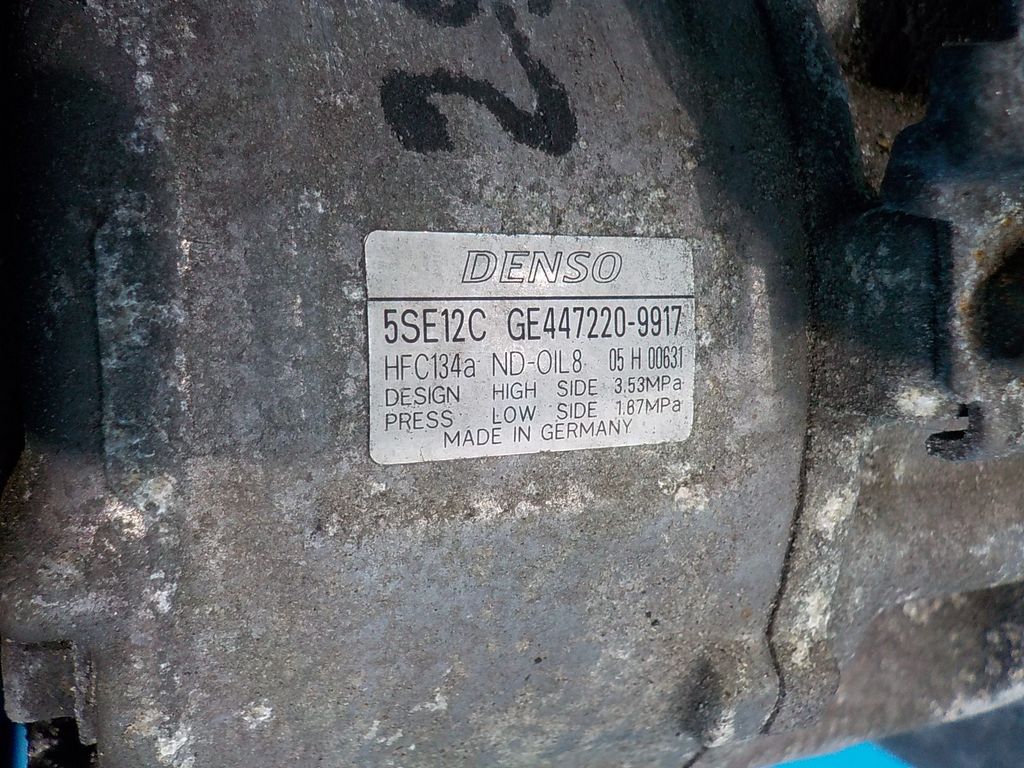 DENSO
5SE12C GE447220-9917
HFC134a ND-OIL8 05 H 00631
DESIGN HIGH SIDE 3.53MPa
PRESS LOW SIDE 1.67MPa
MADE IN GERMANY